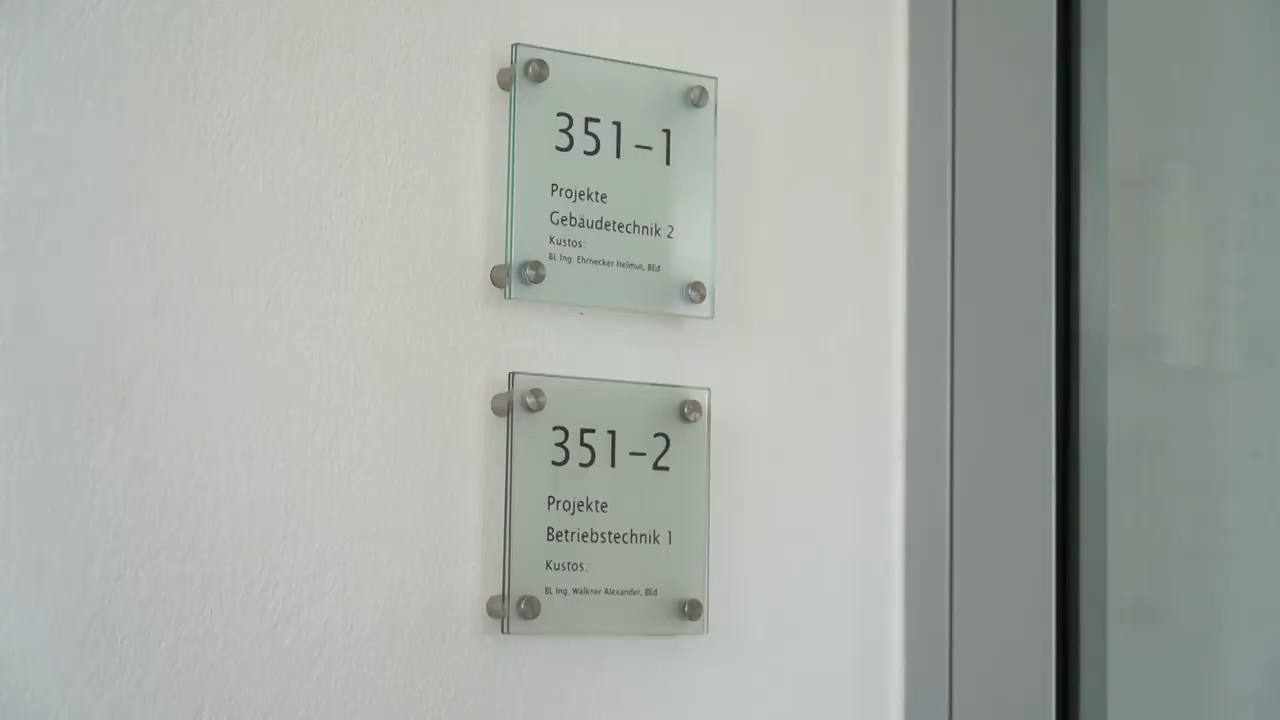 351-1
Projekte
Gebäudetechnik 2
Kustos:
BL Ing. Ehrnecker Helmut, BEd
351-2
Projekte
Betriebstechnik 1
Kustos:
BL Ing. Walkner Alexander, BEd